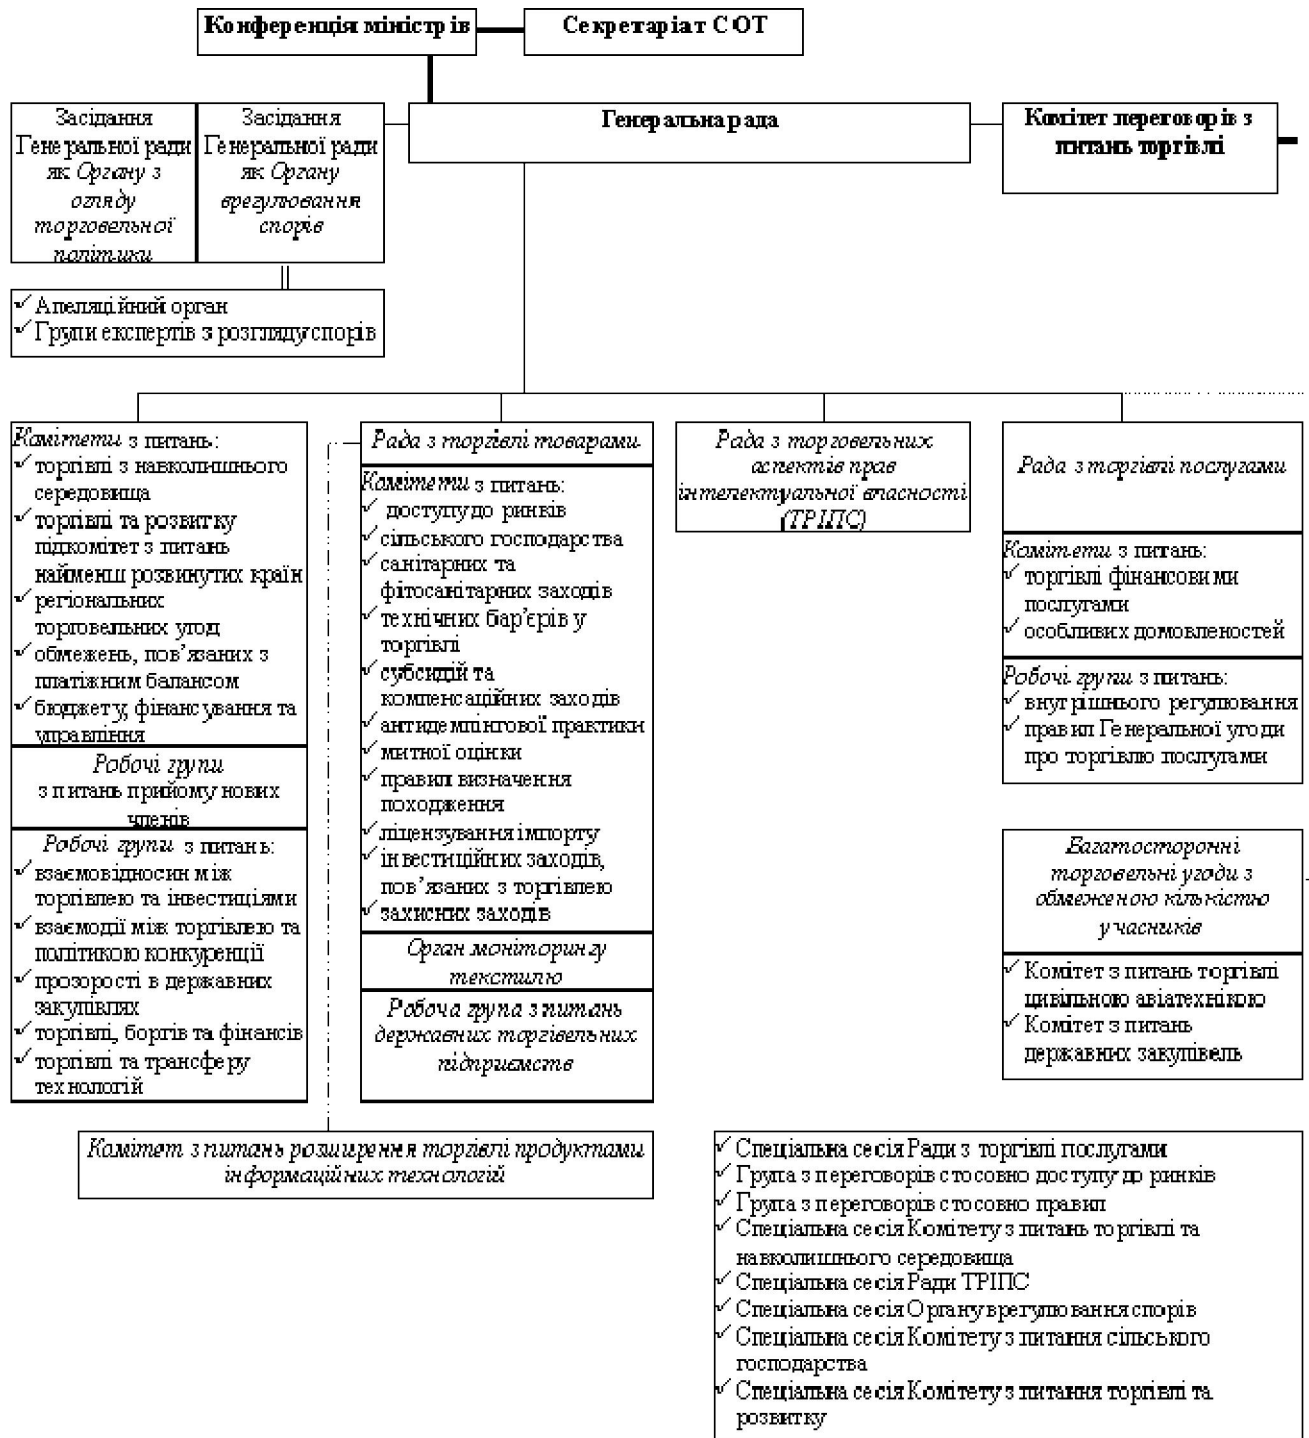 Конференція міністрів
Секретаріат СОТ
Засідання
Генеральної ради
як Органу з
огляду
торговельної
політики
Засідання
Генеральної ради
як Органу
врегулювання
спорів
Генеральна рада
Комітет переговорів з
питань торгівлі
✓ Апеляційний орган
✓ Групи експертів з розгляду спорів
Комітети з питань:
✓ торгівлі з навколишнього
середовища
✓ торгівлі та розвитку
підкомітет з питань
найменш розвинутих країн
✓ регіональних
торговельних угод
✓ обмежень, пов’язаних з
платіжним балансом
✓ бюджету, фінансування та
управління
Робочі групи
з питань прийому нових
членів
Робочі групи з питань:
✓ взаємовідносин між
торгівлею та інвестиціями
✓ взаємодії між торгівлею та
політикою конкуренції
✓ прозорості в державних
закупівлях
✓ торгівлі, боргів та фінансів
✓ торгівлі та трансферу
технологій
Рада з торгівлі товарами
Комітети з питань:
✓ доступу до ринків
✓ сільського господарства
✓ санітарних та
фітосанітарних заходів
✓ технічних бар’єрів у
торгівлі
✓ субсидій та
компенсаційних заходів
✓ антидемпінгової практики
✓ митної оцінки
✓ правил визначення
походження
✓ ліцензування імпорту
✓ інвестиційних заходів,
пов’язаних з торгівлею
✓ захисних заходів
Орган моніторингу
текстилю
Робоча група з питань
державних торгівельних
підприємств
Рада з торговельних
аспектів прав
інтелектуальної власності
(ТРІПС)
Рада з торгівлі послугами
Комітети з питань:
✓ торгівлі фінансовими
послугами
✓ особливих домовленостей
Робочі групи з питань:
✓ внутрішнього регулювання
✓ правил Генеральної угоди
про торгівлю послугами
Багатосторонні
торговельні угоди з
обмеженою кількістю
учасників
✓ Комітет з питань торгівлі
цивільною авіатехнікою
✓ Комітет з питань
державних закупівель
Комітет з питань розширення торгівлі продуктами
інформаційних технологій
✓ Спеціальна сесія Ради з торгівлі послугами
✓ Група з переговорів стосовно доступу до ринків
✓ Група з переговорів стосовно правил
✓ Спеціальна сесія Комітету з питань торгівлі та
навколишнього середовища
✓ Спеціальна сесія Ради ТРІПС
✓ Спеціальна сесія Органу врегулювання спорів
✓ Спеціальна сесія Комітету з питання сільського
господарства
✓ Спеціальна сесія Комітету з питання торгівлі та
розвитку